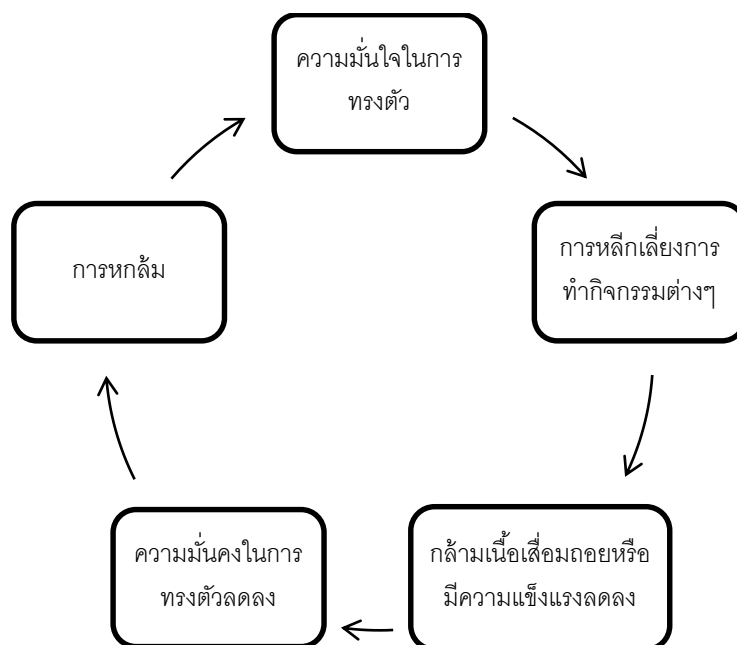 ความมั่นใจในการ
ทรงตัว
การหลีกเลี่ยงการ
ทำกิจกรรมต่างๆ
กล้ามเนื้อเสื่อมถอยหรือ
มีความแข็งแรงลดลง
ความมั่นคงในการ
ทรงตัวลดลง
การหกล้ม